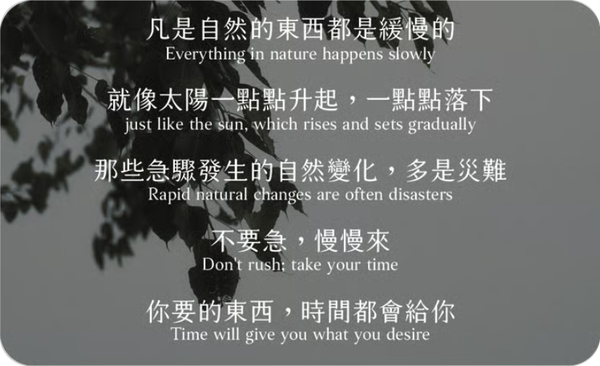 凡是自然的東西都是緩慢的
Everything in nature happens slowly
就像太陽一點點升起，一點點落下
just like the sun, which rises and sets gradually
那些急驟發生的自然變化，多是災難
Rapid natural changes are often disasters
不要急，慢慢來
Don't rush; take your time
你要的東西，時間都會給你
Time will give you what you desire